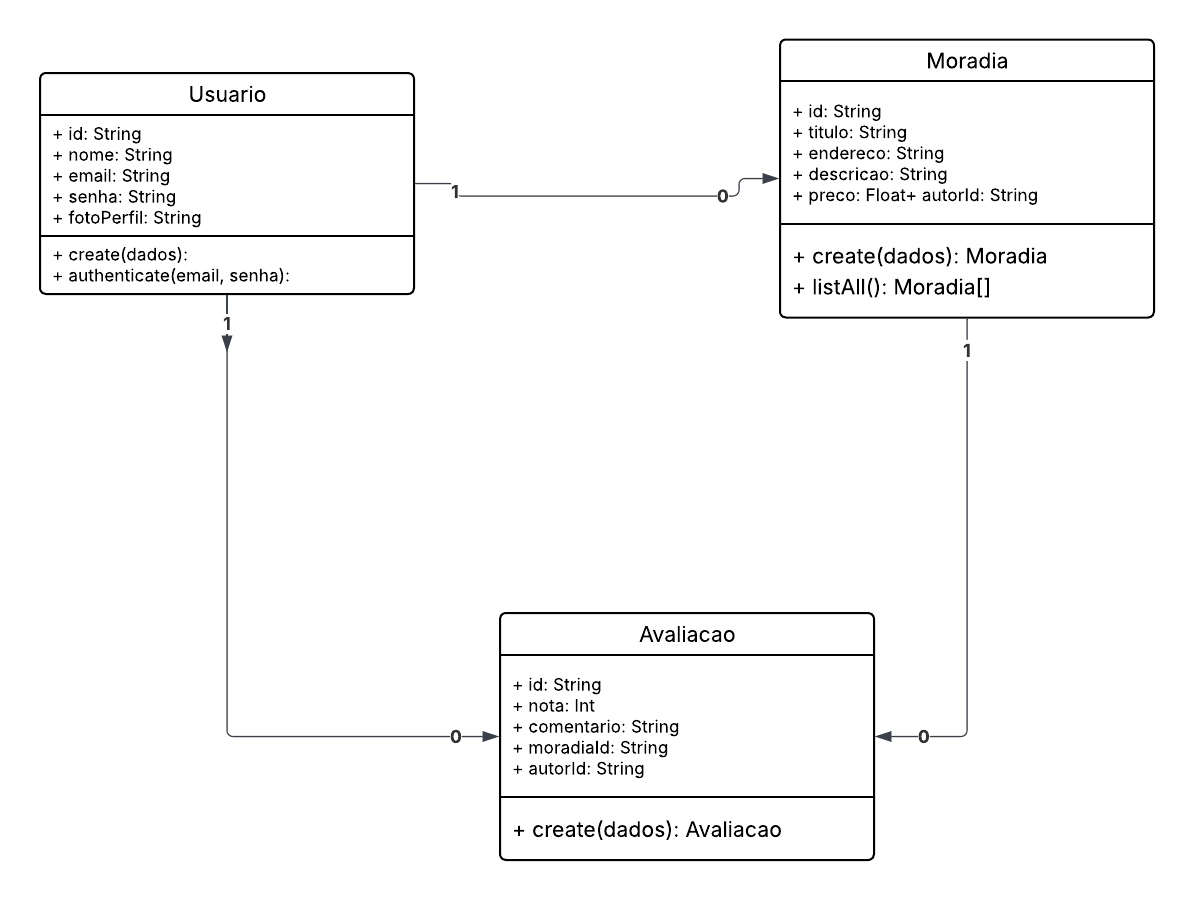 Usuario
+ id: String
+ nome: String
+ email: String
+ senha: String
+ fotoPerfil: String
+ create(dados):
+ authenticate(email, senha):
Moradia
+ id: String
+ titulo: String
+ endereco: String
+ descricao: String
+ preco: Float+ autorId: String
+ create(dados): Moradia
+ listAll(): Moradia[]
1
0
1
1
Avaliacao
+ id: String
+ nota: Int
+ comentario: String
+ moradiaId: String
+ autorId: String
+ create(dados): Avaliacao
0
0